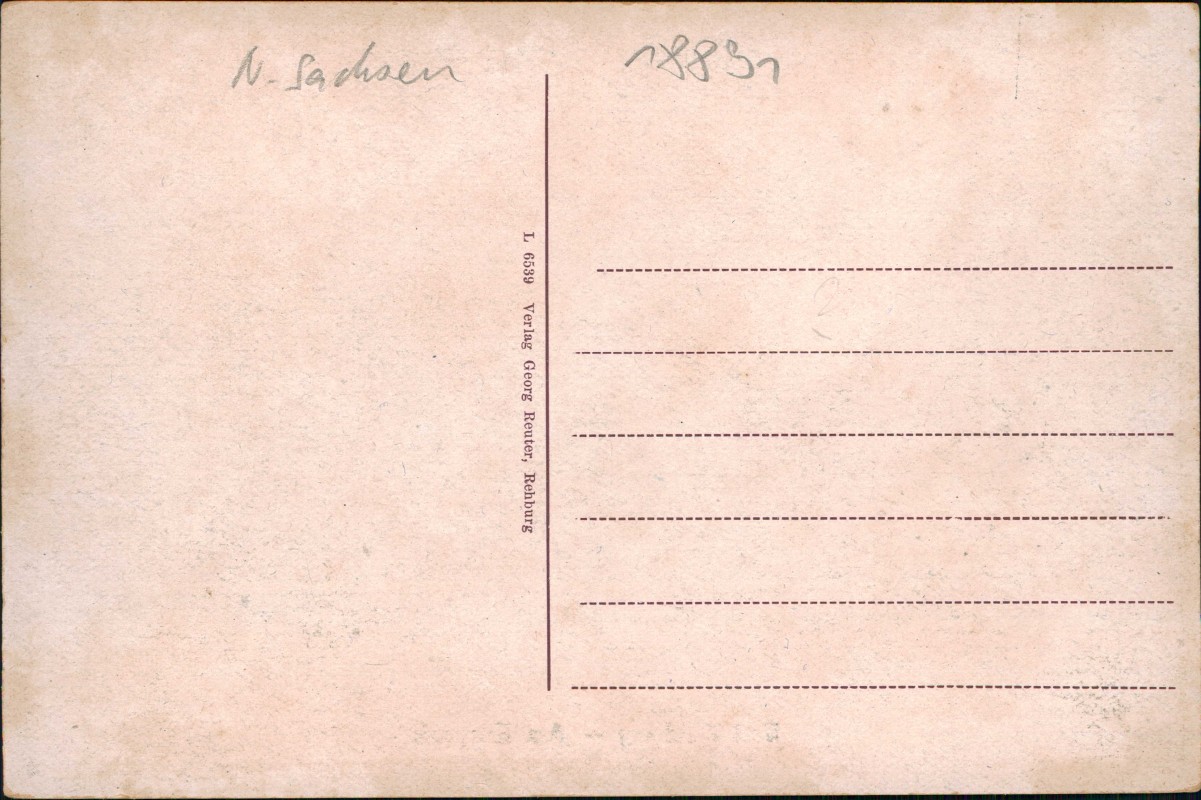 N-Sachsen
18831
L 6539 Verlag Georg Reuter, Rehburg